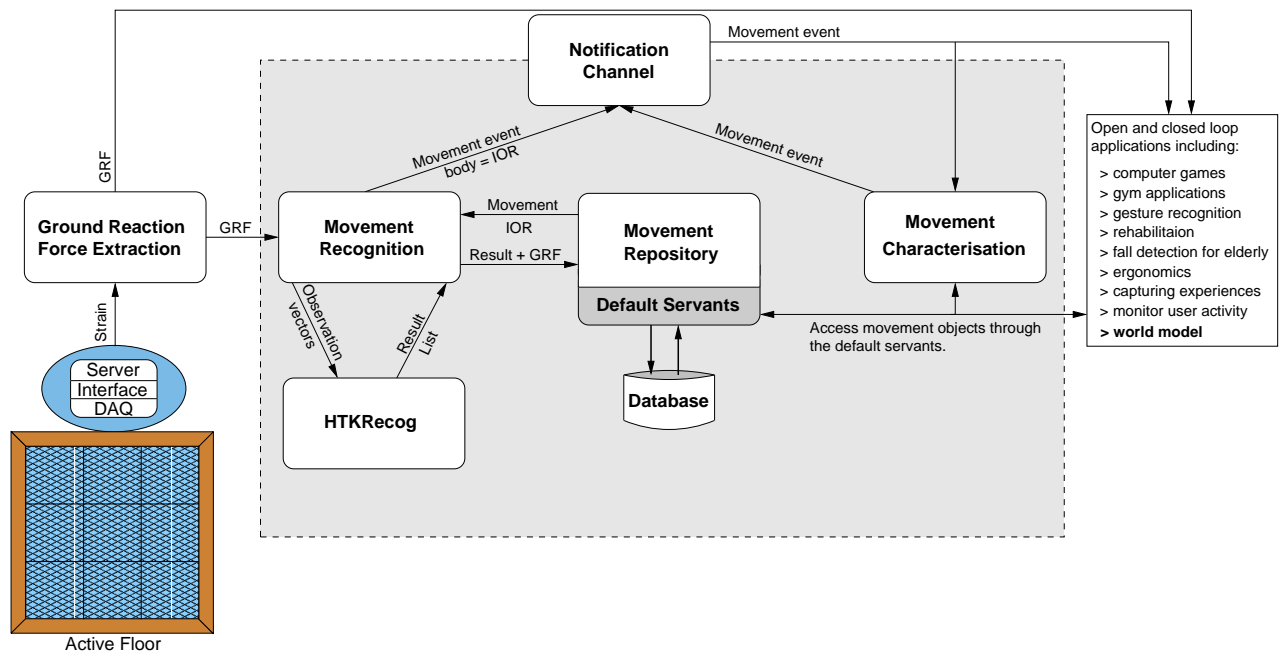 Notification
Channel
Movement event
GRF
Movement event
body = IOR
Movement event
Open and closed loop
applications including:
> computer games
> gym applications
> gesture recognition
> rehabilitaion
> fall detection for elderly
> ergonomics
> capturing experiences
> monitor user activity
> world model
Ground Reaction
Force Extraction
GRF
Movement
Recognition
Movement
IOR
Result + GRF
Movement
Repository
Default Servants
Movement
Characterisation
Access movement objects through
the default servants.
Strain
Observation
vectors
Result
List
HTKRecog
Database
Server
Interface
DAQ
Active Floor